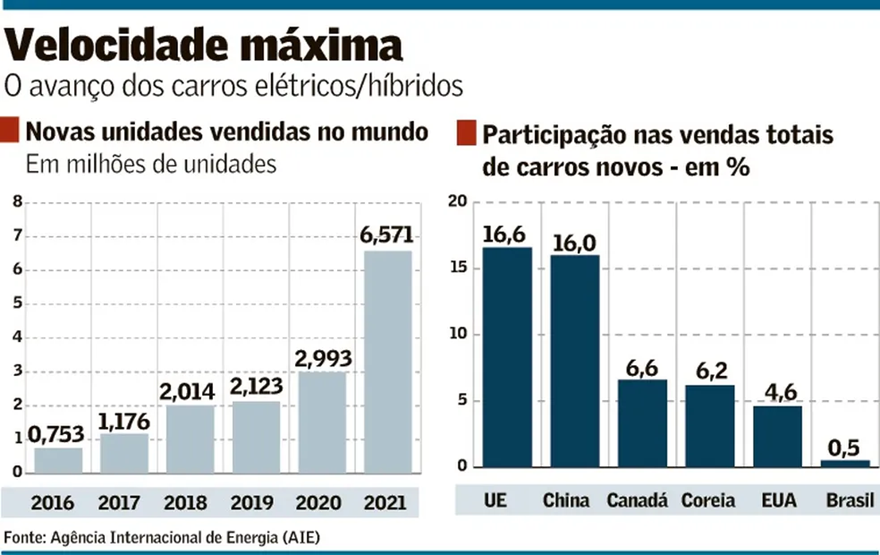 Velocidade máxima
O avanço dos carros elétricos/híbridos
Novas unidades vendidas no mundo
Em milhões de unidades
8
7
6
5
4
3
2
1
0
0,753
1,176
2,014
2,123
2,993
6,571
2016 2017 2018 2019 2020 2021
Participação nas vendas totais
de carros novos - em %
20
15
10
5
0
16,6
16,0
6,6
6,2
4,6
0,5
UE China Canadá Coreia EUA Brasil
Fonte: Agência Internacional de Energia (AIE)